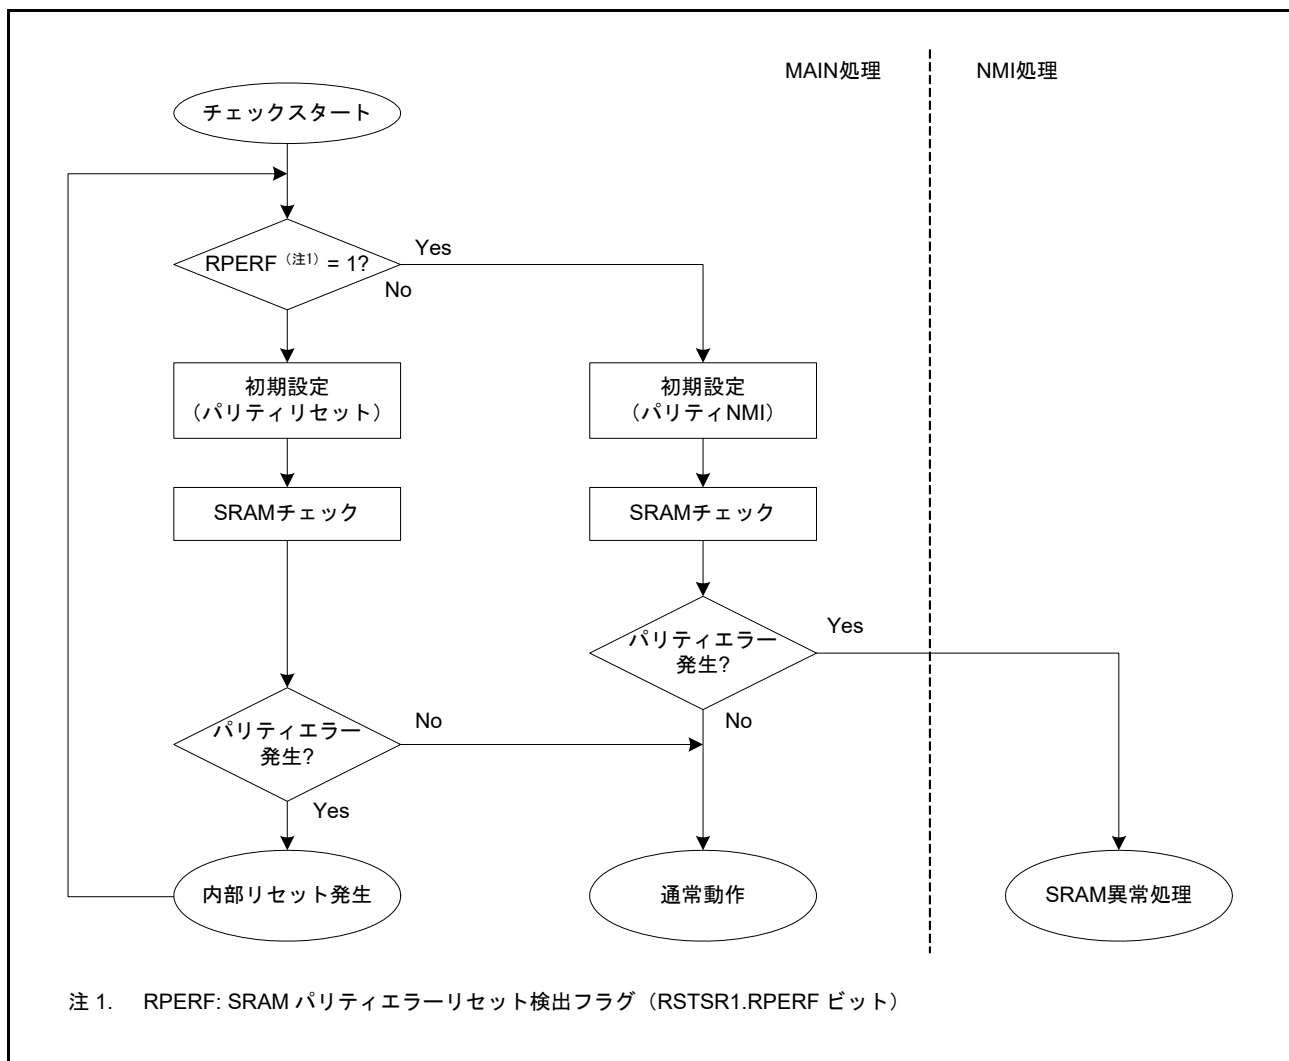 MAIN処理
NMI処理
チェックスタート
RPERF（注1）= 1?
Yes
No
初期設定
（パリティリセット）
初期設定
（パリティNMI）
SRAMチェック
SRAMチェック
パリティエラー
発生?
Yes
No
パリティエラー
発生?
No
Yes
内部リセット発生
通常動作
SRAM異常処理
注 1. RPERF: SRAM パリティエラーリセット検出フラグ（RSTSR1.RPERF ビット）